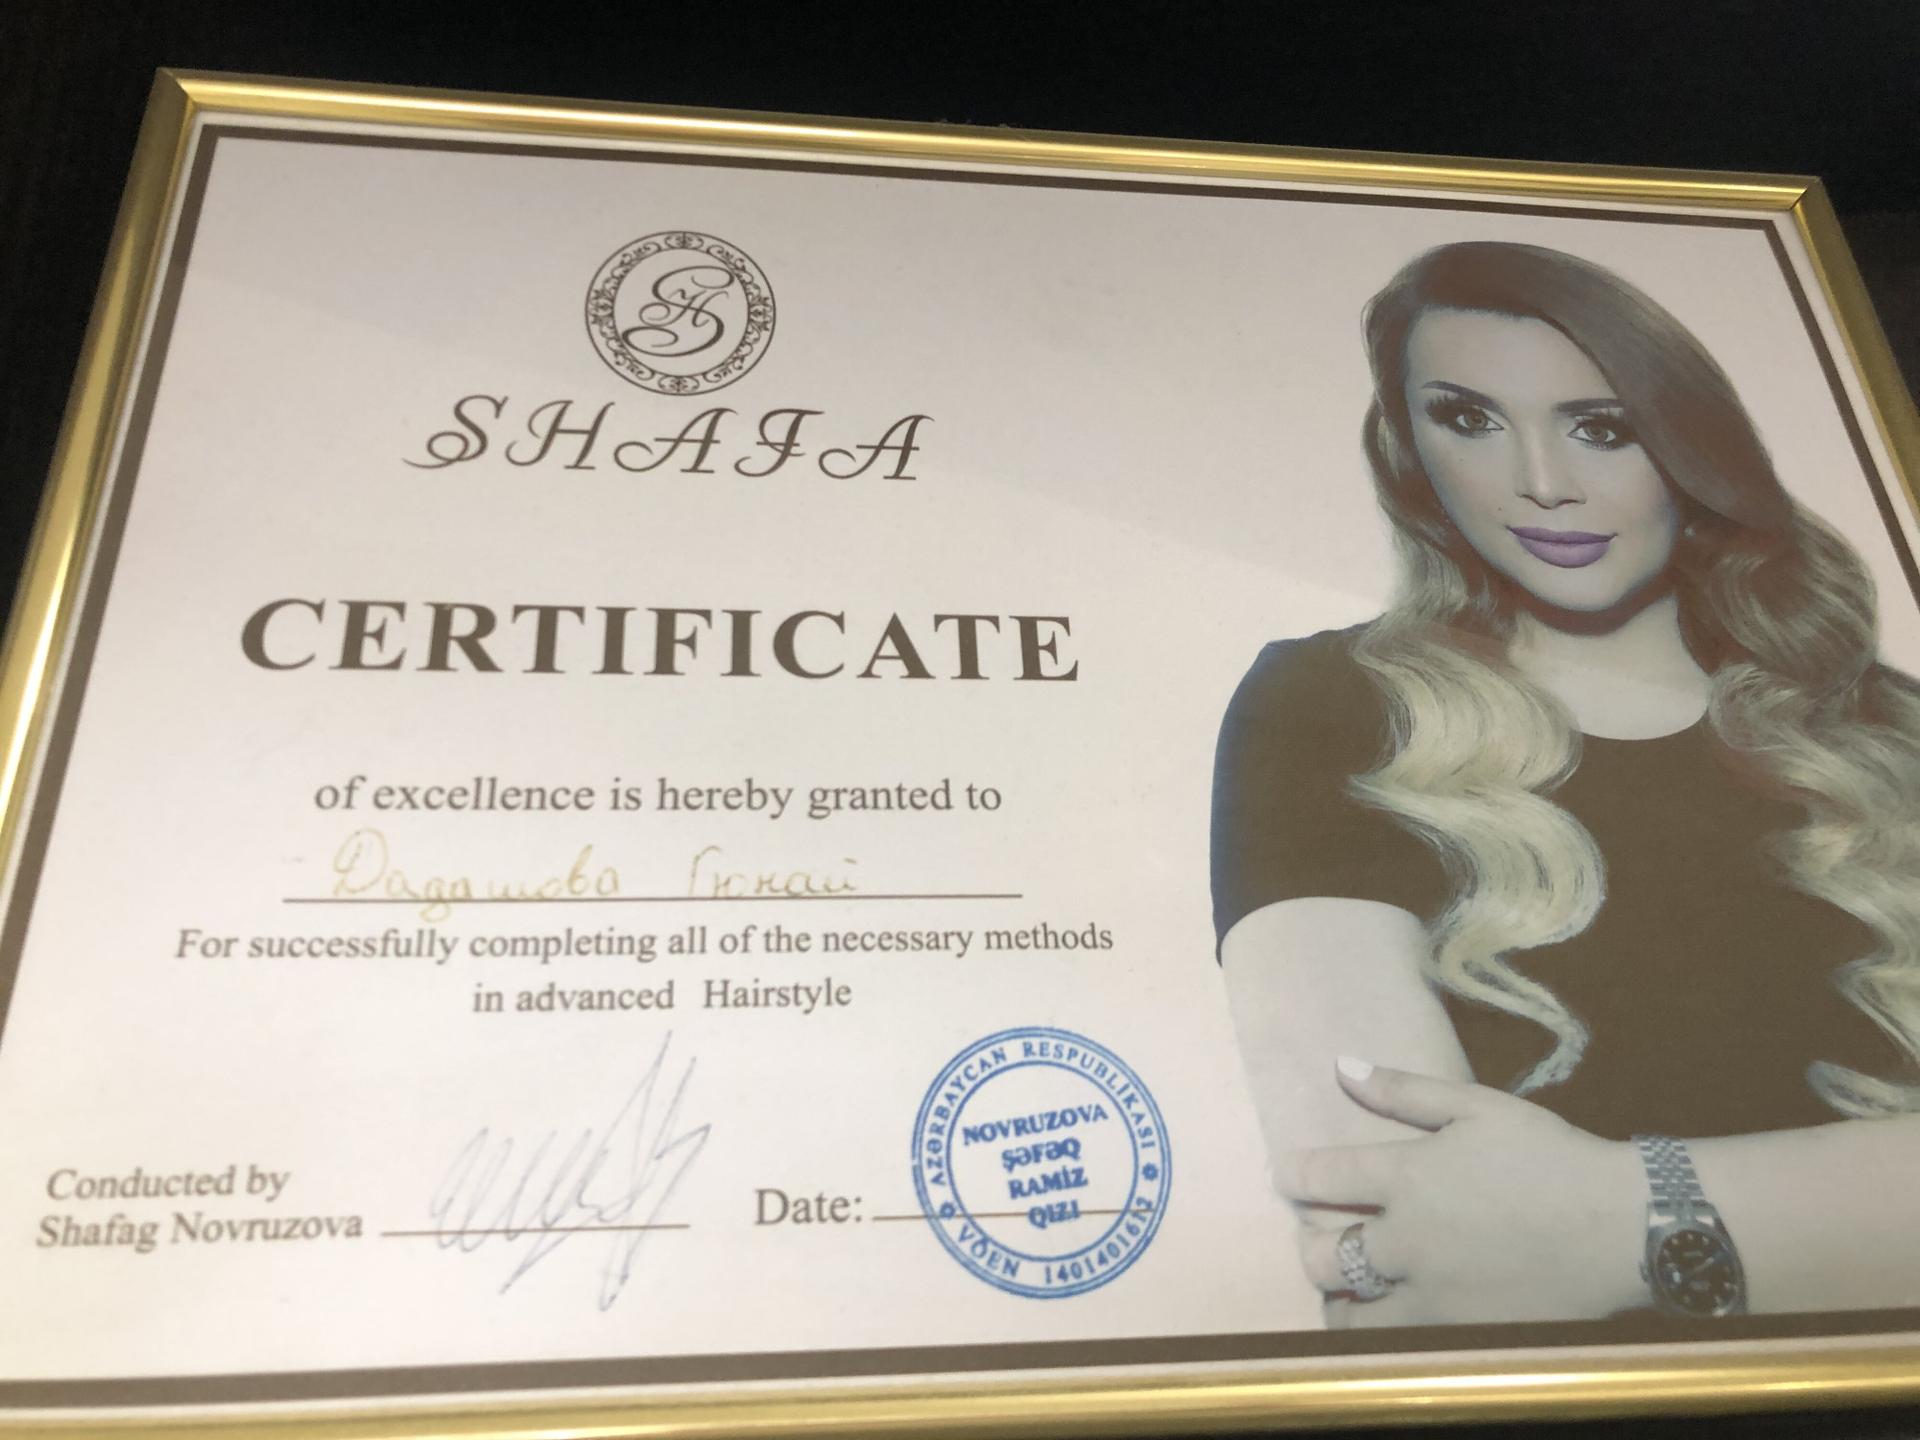 SHAFA
CERTIFICATE
of excellence is hereby granted to
Дадашова Гюнай
For successfully completing all of the necessary methods
in advanced Hairstyle
Conducted by
Shafag Novruzova
Date:
AZƏRBAYCAN RESPUBLİKASI
NOVRUZOVA
ŞƏFƏQ
RAMİZ
QIZI
VÖEN 1401401612